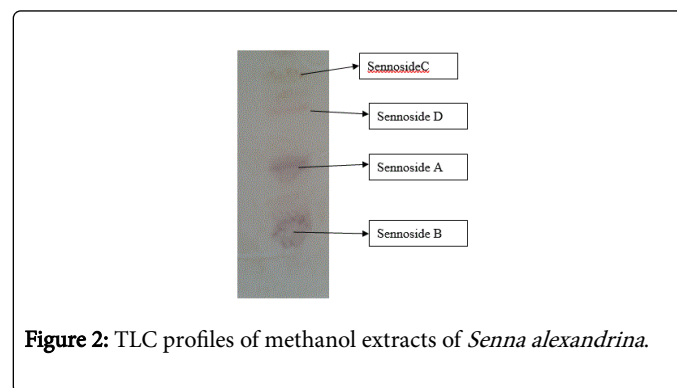 SennosideC
Sennoside D
Sennoside A
Sennoside B
Figure 2: TLC profiles of methanol extracts of Senna alexandrina.